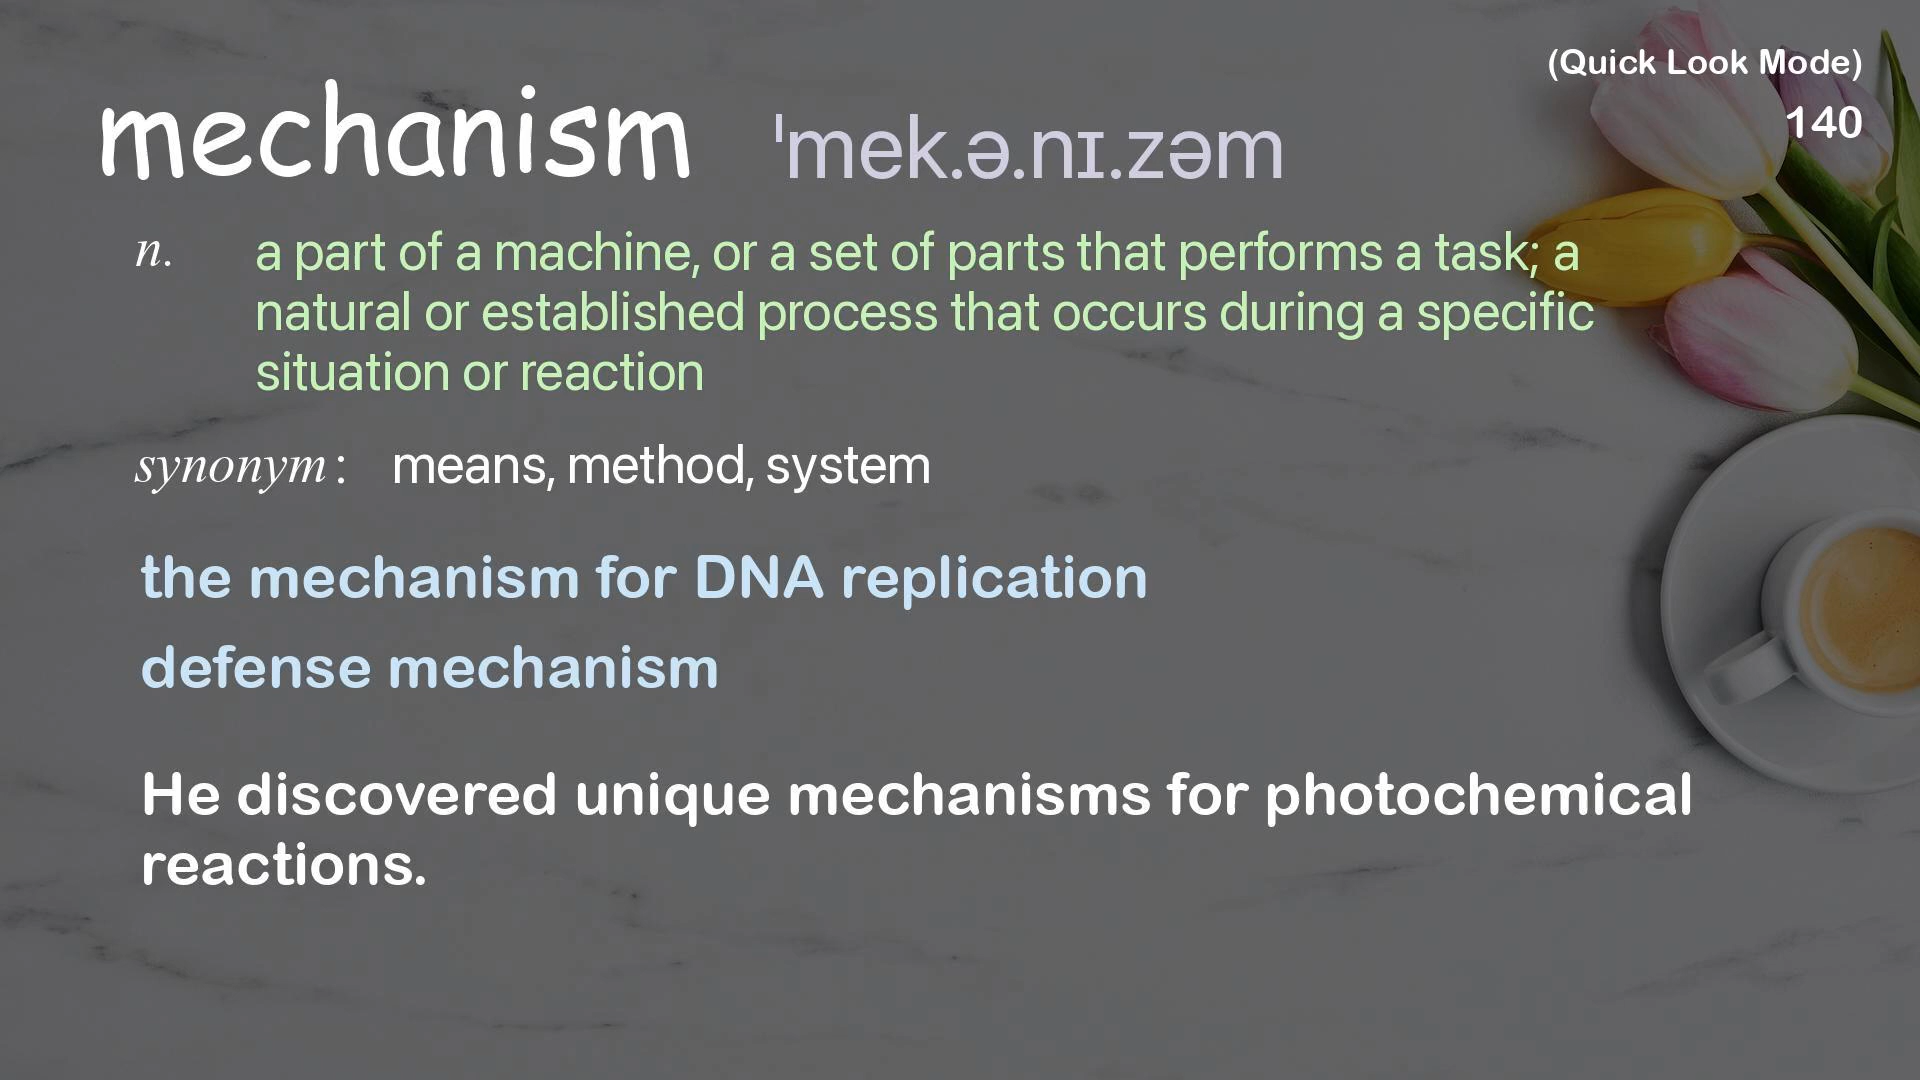 (Quick Look Mode)
140
mechanism ˈmek.ə.nɪ.zəm
n. a part of a machine, or a set of parts that performs a task; a
natural or established process that occurs during a specific
situation or reaction
synonym: means, method, system
the mechanism for DNA replication
defense mechanism
He discovered unique mechanisms for photochemical
reactions.